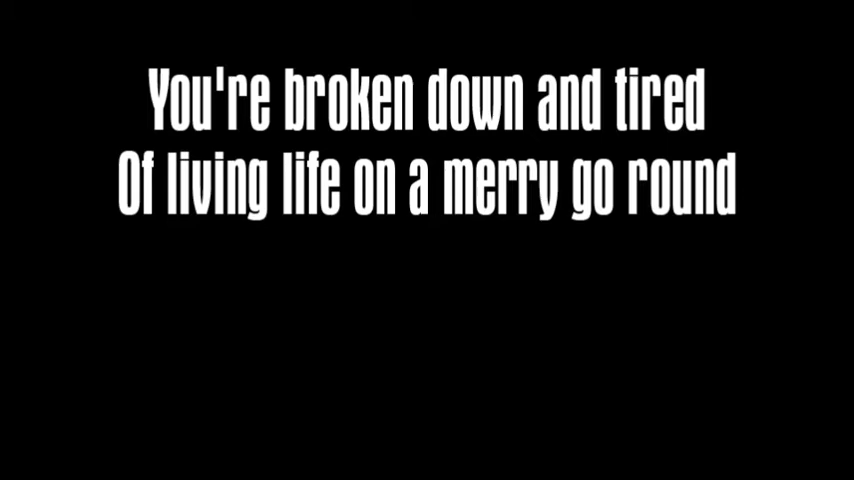 You're broken down and tired
Of living life on a merry go round